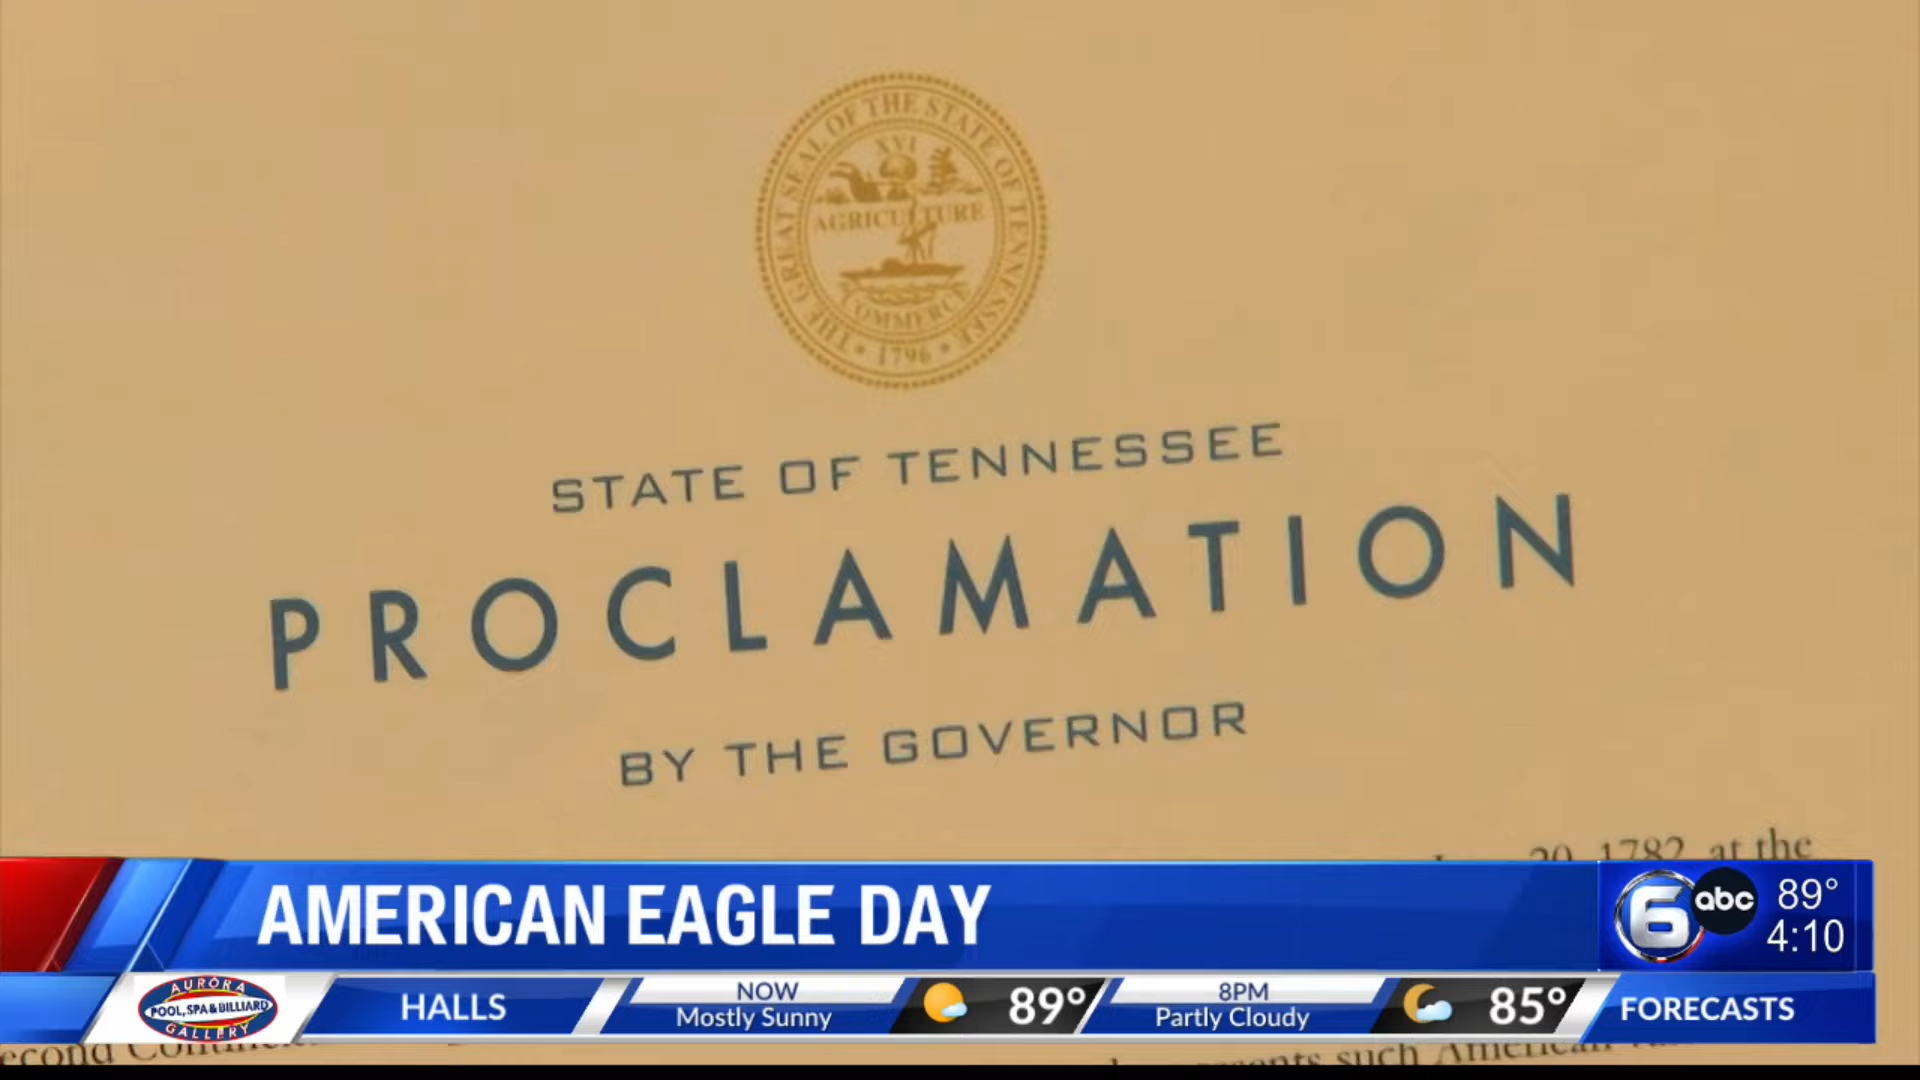 THE GREAT SEAL OF THE STATE OF TENNESSEE
XVI
AGRICULTURE
COMMERCE
1796
STATE OF TENNESSEE
PROCLAMATION
BY THE GOVERNOR
20, 1782, at the
AMERICAN EAGLE DAY
6 abc 89°
4:10
AURORA
POOL, SPA & BILLIARD
GALLERY
HALLS
NOW
Mostly Sunny
89°
8PM
Partly Cloudy
85°
FORECASTS
such American